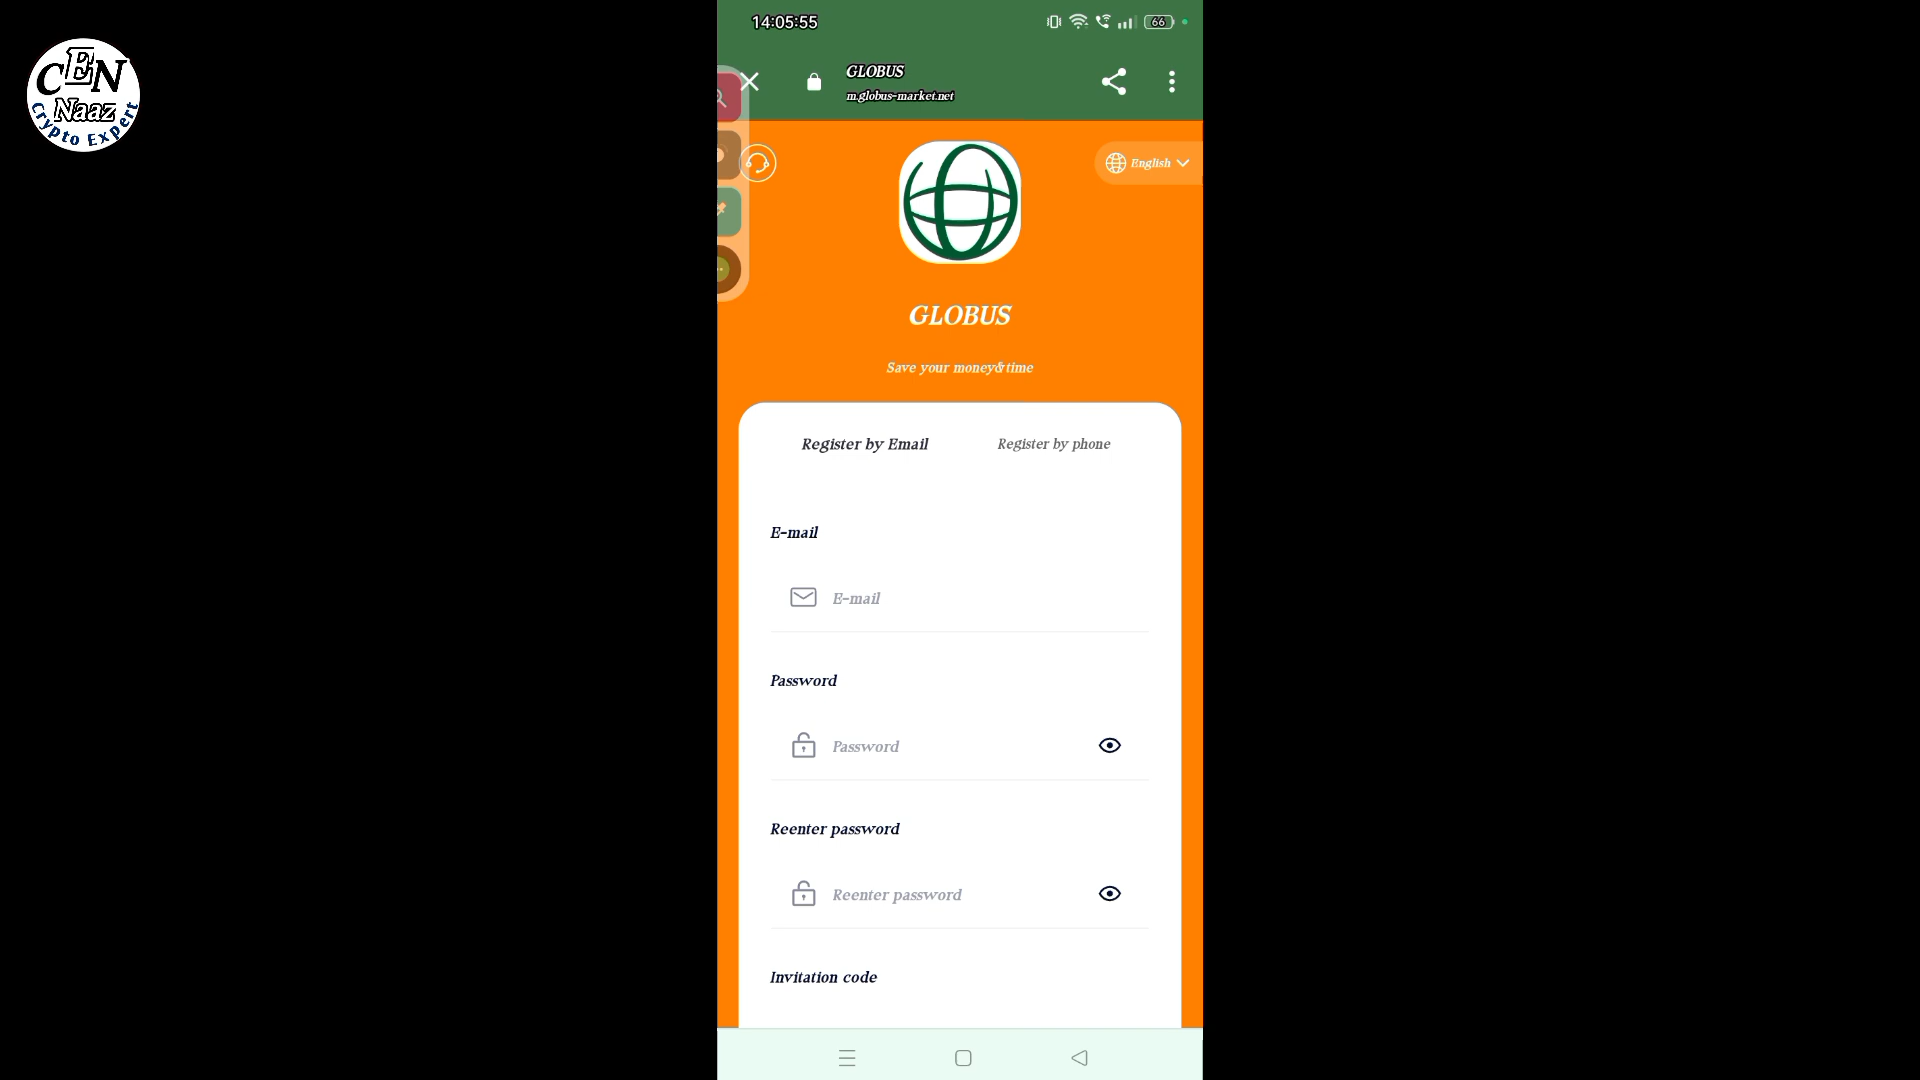 CEN
Naaz
Crypto Expert
14:05:55
66
GLOBUS
m.globus-market.net
English
GLOBUS
Save your money&time
Register by Email
Register by phone
E-mail
E-mail
Password
Password
Reenter password
Reenter password
Invitation code